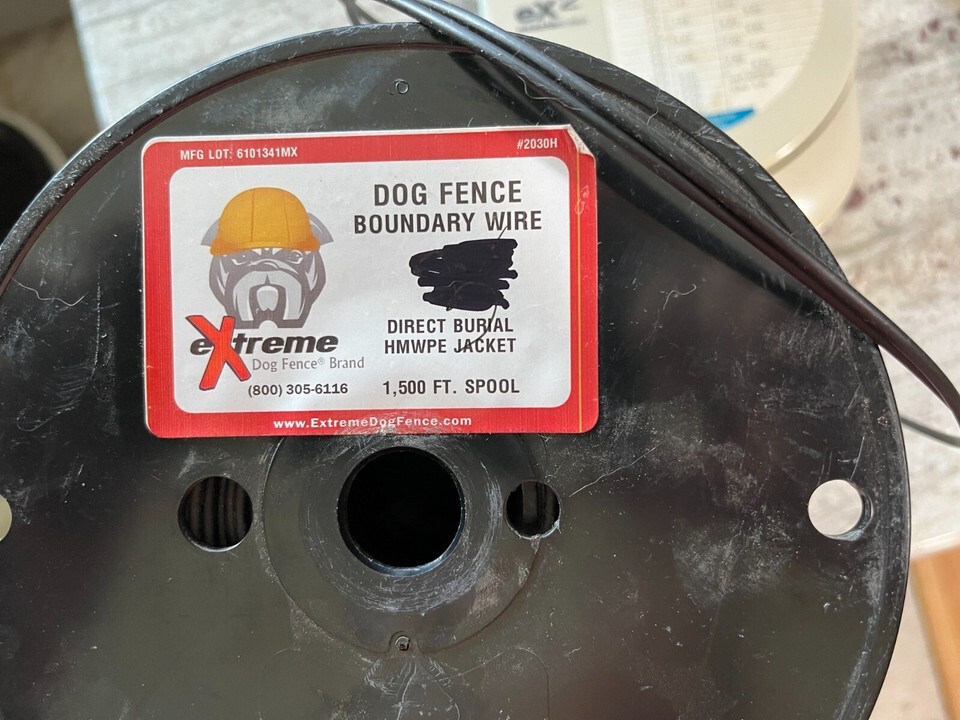 eX
MFG LOT: 6101341MX
#2030H
DOG FENCE
BOUNDARY WIRE
DIRECT BURIAL
HMWPE JACKET
extreme
Dog Fence® Brand
(800) 305-6116
1,500 FT. SPOOL
www.ExtremeDogFence.com